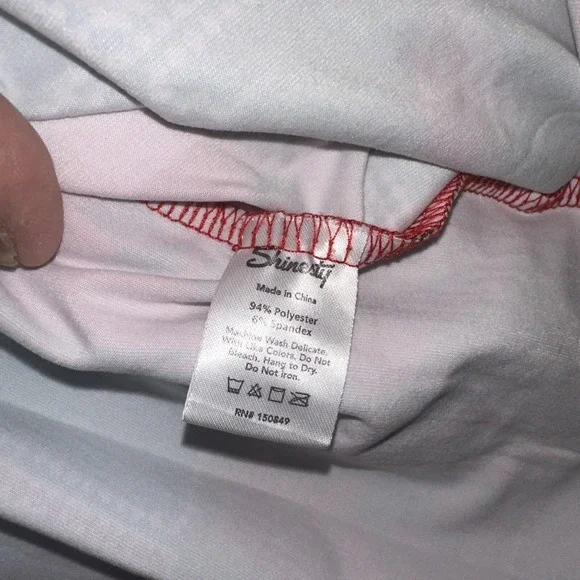 Shinesty
Made in China
94% Polyester
6% Spandex
Machine Wash Delicate.
With Like Colors. Do Not
Bleach. Hang to Dry.
Do Not Iron.
RN# 150849